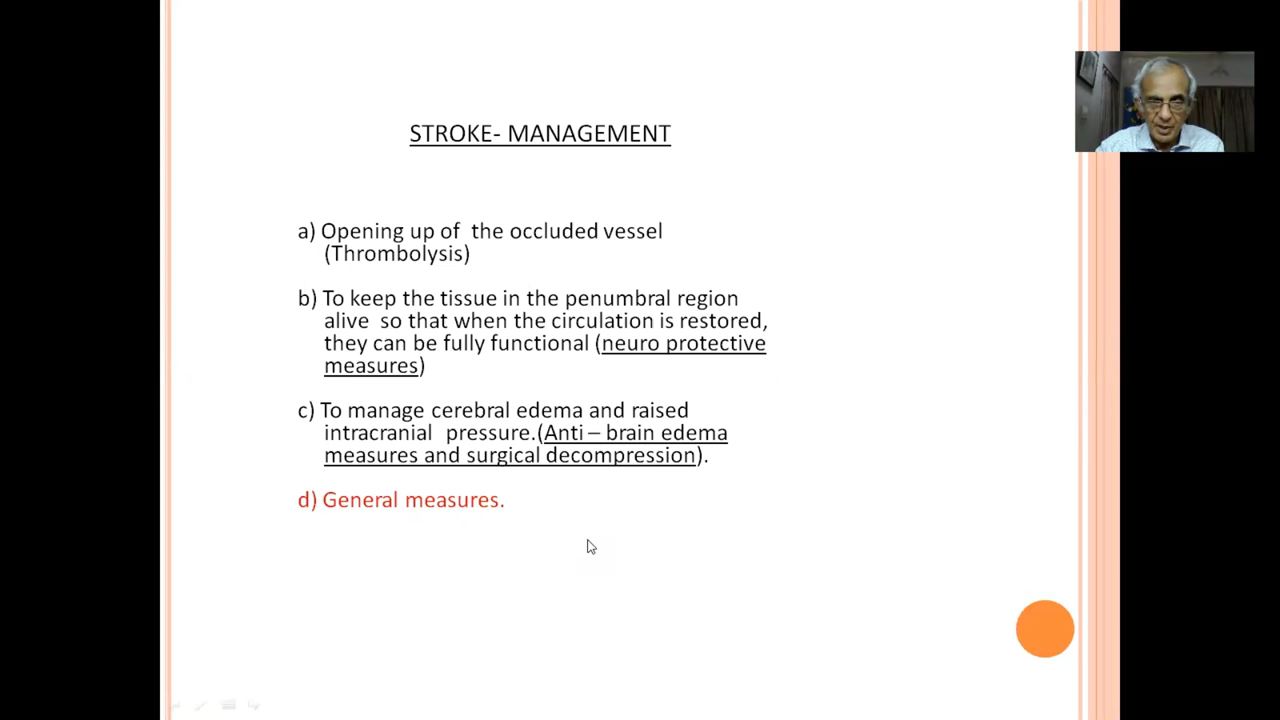 STROKE- MANAGEMENT
a) Opening up of the occluded vessel
(Thrombolysis)
b) To keep the tissue in the penumbral region
alive so that when the circulation is restored,
they can be fully functional (neuro protective
measures)
c) To manage cerebral edema and raised
intracranial pressure.(Anti – brain edema
measures and surgical decompression).
d) General measures.